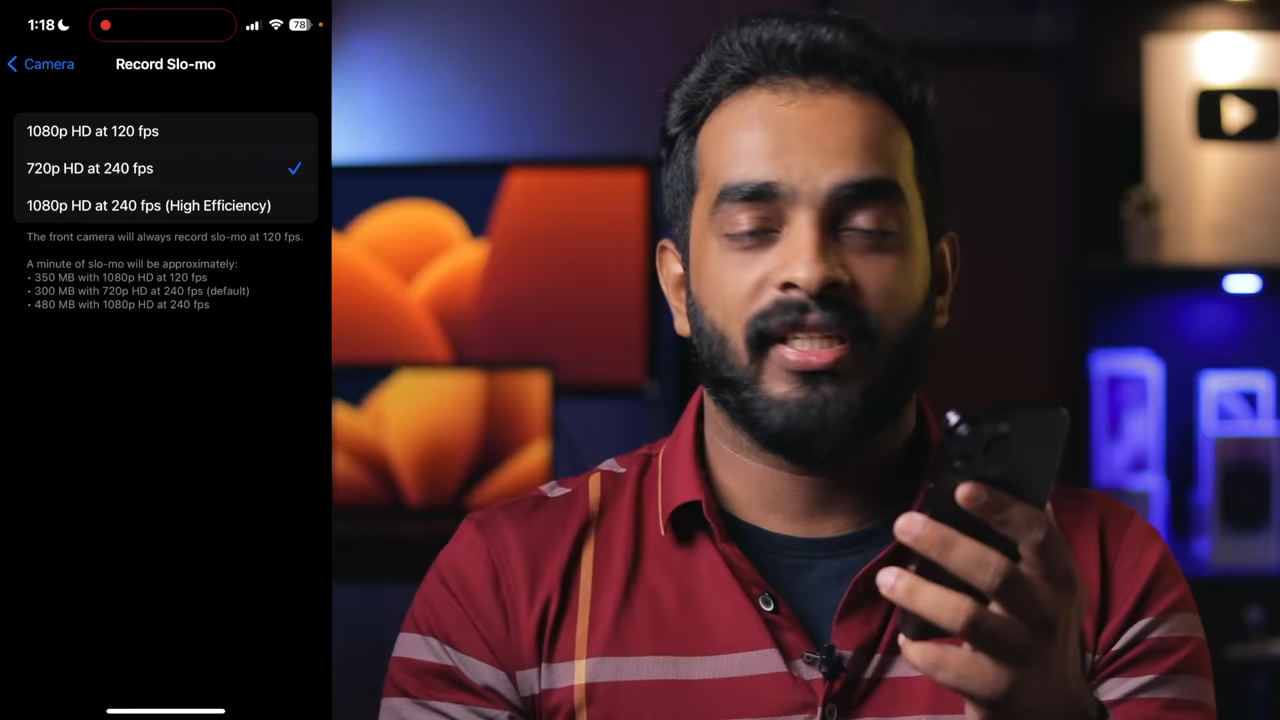 1:18
78
Camera
Record Slo-mo
1080p HD at 120 fps
720p HD at 240 fps
1080p HD at 240 fps (High Efficiency)
The front camera will always record slo-mo at 120 fps.
A minute of slo-mo will be approximately:
• 350 MB with 1080p HD at 120 fps
• 300 MB with 720p HD at 240 fps (default)
• 480 MB with 1080p HD at 240 fps